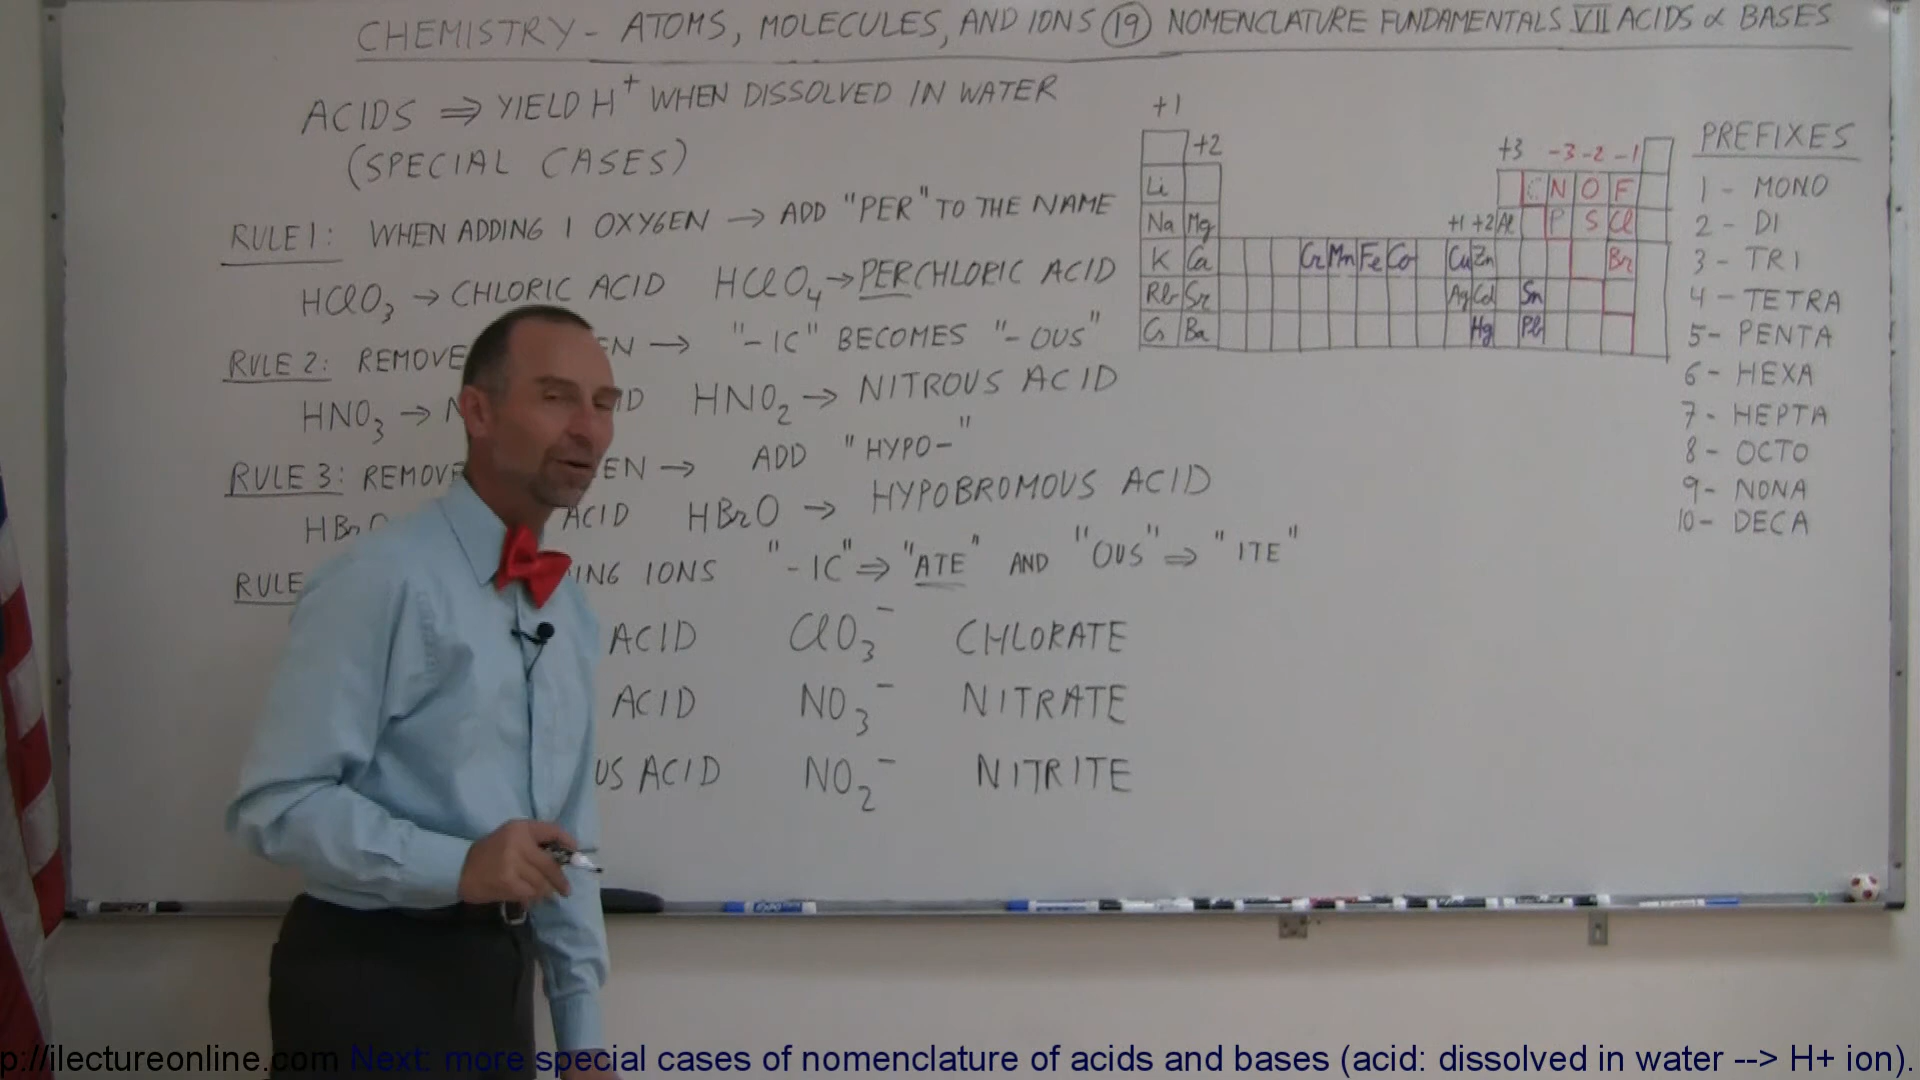 CHEMISTRY - ATOMS, MOLECULES, AND IONS 19 NOMENCLATURE FUNDAMENTALS VII ACIDS & BASES
ACIDS ⇒ YIELD H⁺ WHEN DISSOLVED IN WATER
(SPECIAL CASES)
RULE 1: WHEN ADDING 1 OXYGEN → ADD "PER" TO THE NAME
HClO₃ → CHLORIC ACID HClO₄ → PERCHLORIC ACID
RULE 2: REMOVE EN → "-IC" BECOMES "-OUS"
HNO₃ → N ID HNO₂ → NITROUS ACID
RULE 3: REMOVE EN → ADD "HYPO-"
HBrO ACID HBrO → HYPOBROMOUS ACID
RULE ING IONS "-IC" ⇒ "ATE" AND "OUS" ⇒ "ITE"
ACID ClO₃⁻ CHLORATE
ACID NO₃⁻ NITRATE
US ACID NO₂⁻ NITRITE
+1
+2 +3 -3 -2 -1
Li C N O F
Na Mg +1 +2 Al P S Cl
K Ca Cr Mn Fe Co Cu Zn Br
Rb Sr Ag Cd Sn
Cs Ba Hg Pb
PREFIXES
1 - MONO
2 - DI
3 - TRI
4 - TETRA
5 - PENTA
6 - HEXA
7 - HEPTA
8 - OCTO
9 - NONA
10 - DECA
p://ilectureonline.com Next: more special cases of nomenclature of acids and bases (acid: dissolved in water --> H+ ion).